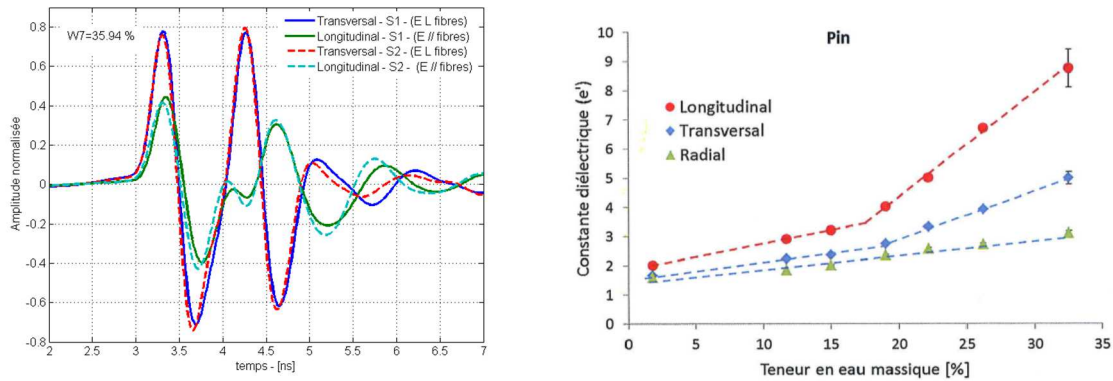 W7=35.94 %
Transversal - S1 - (E L fibres)
Longitudinal - S1 - (E // fibres)
Transversal - S2 - (E L fibres)
Longitudinal - S2 - (E // fibres)
Amplitude normalisée
0.8
0.6
0.4
0.2
0
-0.2
-0.4
-0.6
-0.8
2 2.5 3 3.5 4 4.5 5 5.5 6 6.5 7
temps - [ns]
Pin
Longitudinal
Transversal
Radial
Constante diélectrique (e')
10
9
8
7
6
5
4
3
2
1
0
0 5 10 15 20 25 30 35
Teneur en eau massique [%]